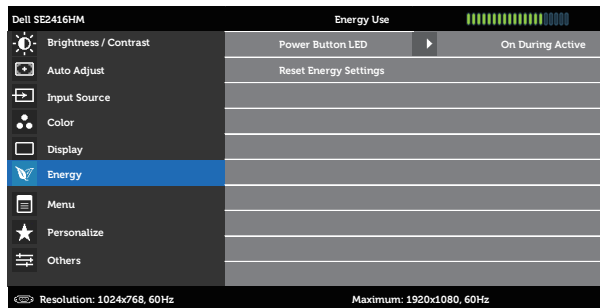 Dell SE2416HM Energy Use
Brightness / Contrast Power Button LED On During Active
Auto Adjust Reset Energy Settings
Input Source
Color
Display
Energy
Menu
Personalize
Others
Resolution: 1024x768, 60Hz Maximum: 1920x1080, 60Hz